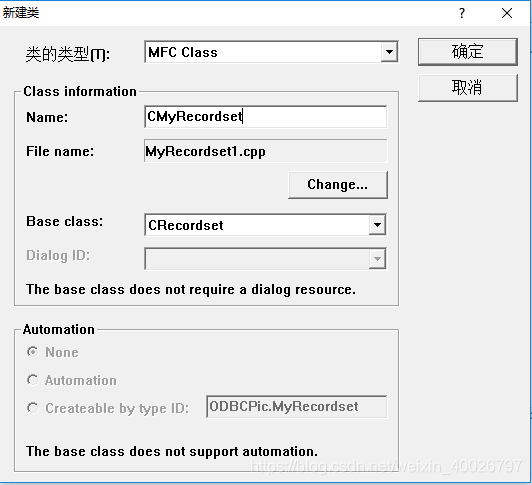 新建类
类的类型(T):
MFC Class
确定
取消
Class information
Name:
CMyRecordset
File name:
MyRecordset1.cpp
Change...
Base class:
CRecordset
Dialog ID:
The base class does not require a dialog resource.
Automation
None
Automation
Createable by type ID:
ODBCPic.MyRecordset
The base class does not support automation.
https://blog.csdn.net/weixin_40026797